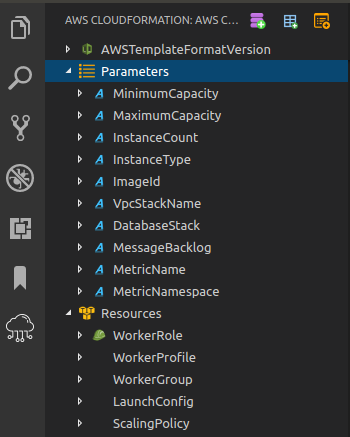 AWS CLOUDFORMATION: AWS C...
AWSTemplateFormatVersion
Parameters
MinimumCapacity
MaximumCapacity
InstanceCount
InstanceType
ImageId
VpcStackName
DatabaseStack
MessageBacklog
MetricName
MetricNamespace
Resources
WorkerRole
WorkerProfile
WorkerGroup
LaunchConfig
ScalingPolicy